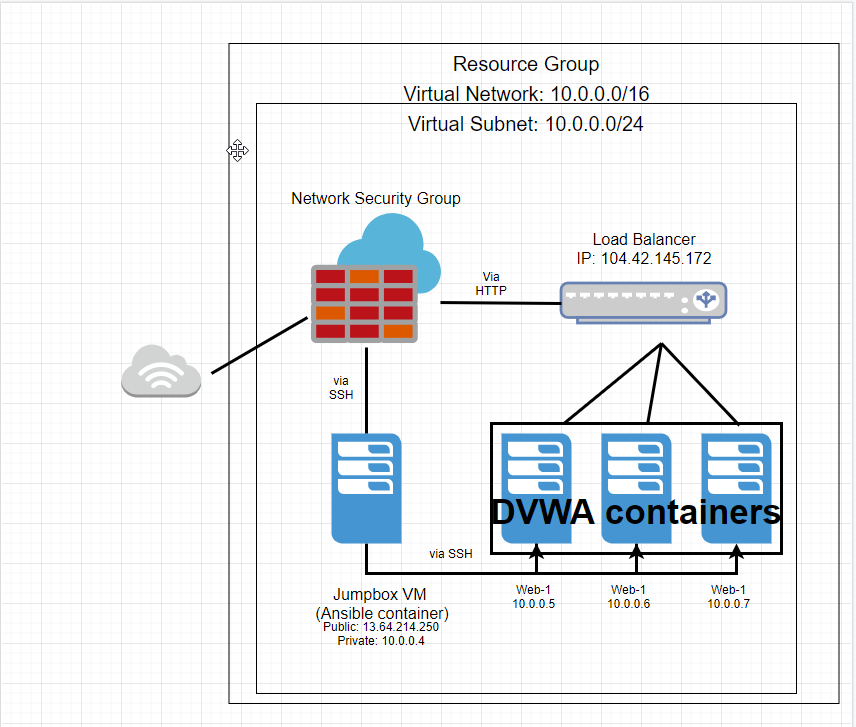 Resource Group
Virtual Network: 10.0.0.0/16
Virtual Subnet: 10.0.0.0/24
Network Security Group
Load Balancer
IP: 104.42.145.172
Via
HTTP
via
SSH
DVWA containers
via SSH
Web-1
10.0.0.5
Web-1
10.0.0.6
Web-1
10.0.0.7
Jumpbox VM
(Ansible container)
Public: 13.64.214.250
Private: 10.0.0.4